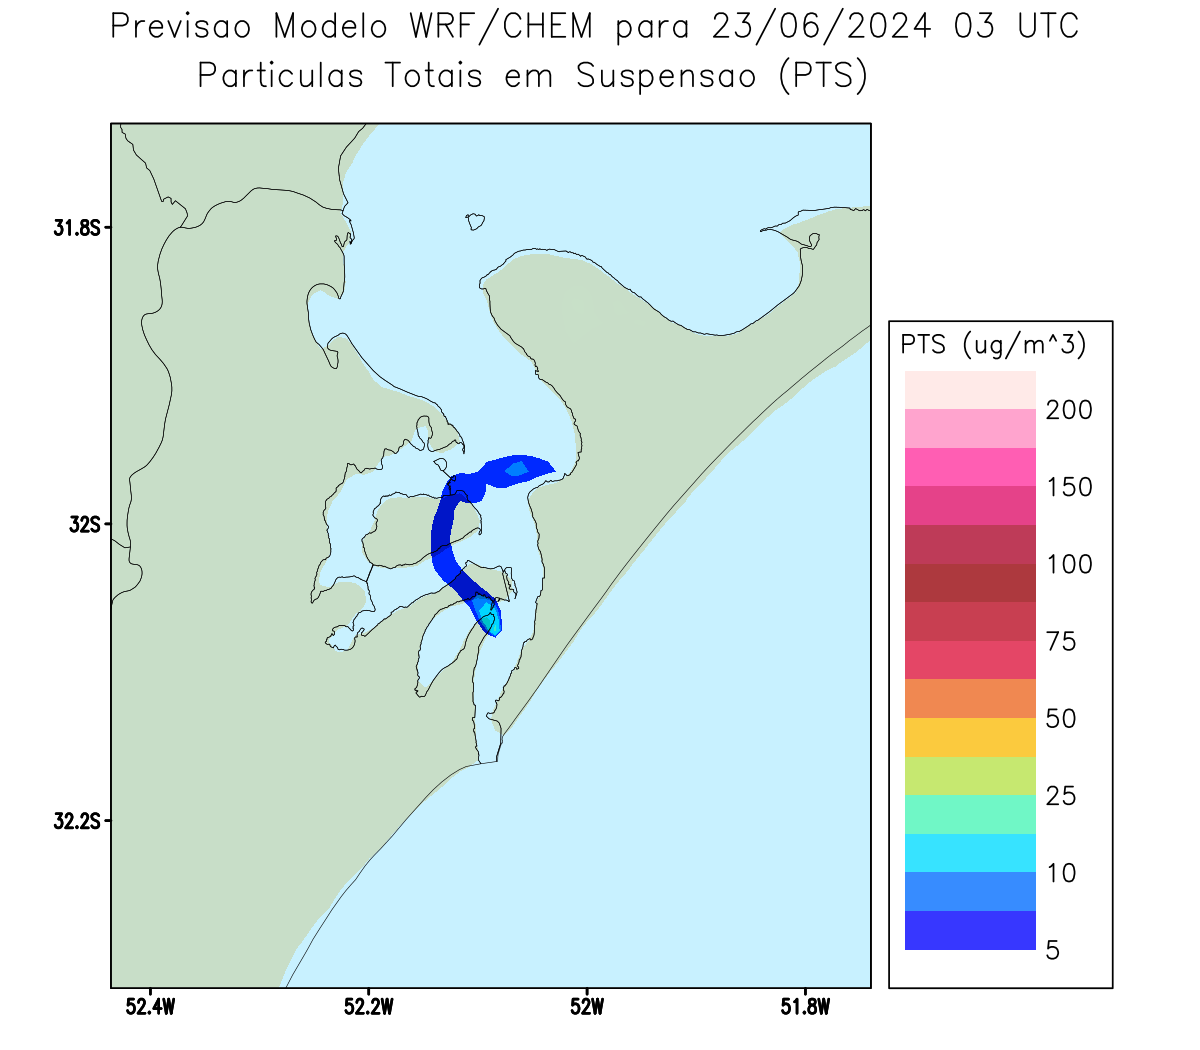 Previsao Modelo WRF/CHEM para 23/06/2024 03 UTC
Particulas Totais em Suspensao (PTS)
31.8S
32S
32.2S
52.4W
52.2W
52W
51.8W
PTS (ug/m^3)
200
150
100
75
50
25
10
5